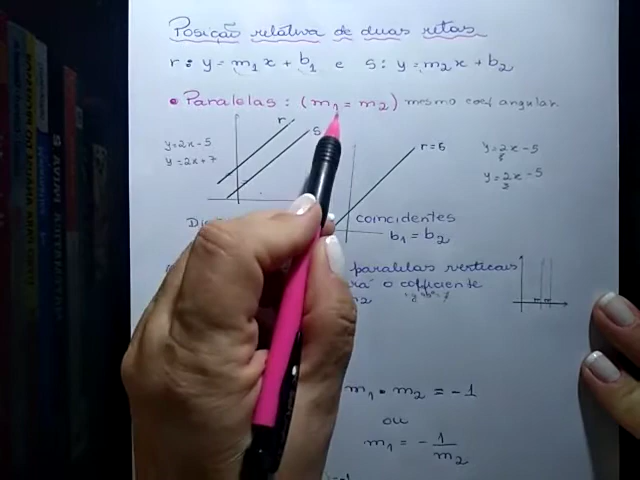 Posição relativa de duas retas
r: y = m₁x + b₁ e s: y = m₂x + b₂
• Paralelas: (m₁ = m₂) mesmo coef angular
r
s
y=2x-5
y=2x+7
r=s
y=2x-5
y=2x-5
coincidentes
b₁ = b₂
paralelas verticais
o coeficiente
m₁ • m₂ = -1
ou
m₁ = - 1/m₂